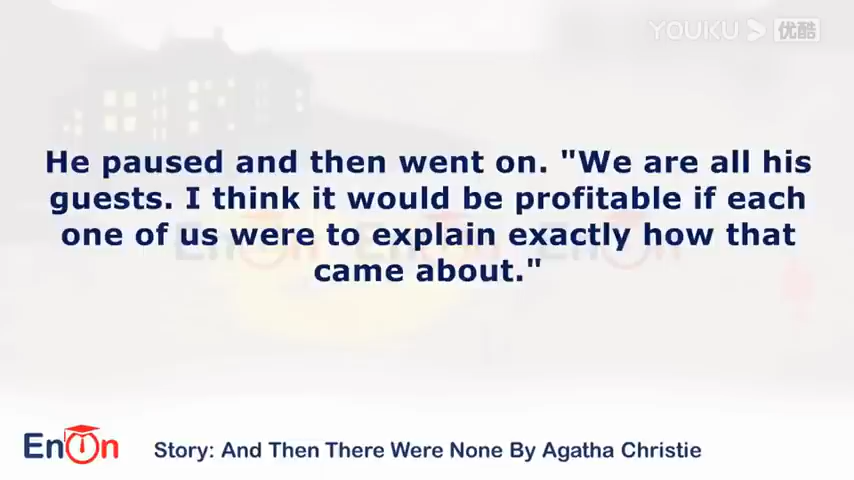 YOUKU 优酷
He paused and then went on. "We are all his
guests. I think it would be profitable if each
one of us were to explain exactly how that
came about."
EnOn
Story: And Then There Were None By Agatha Christie